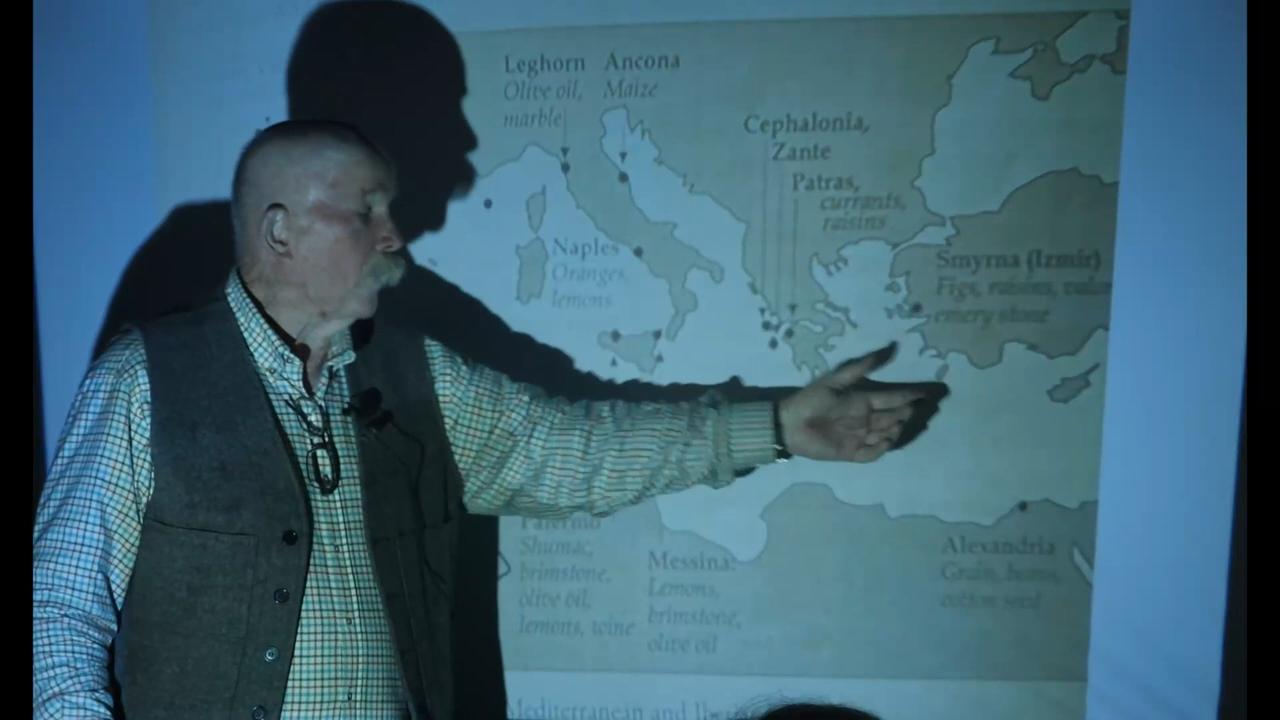 Leghorn
Olive oil,
marble
Ancona
Maize
Cephalonia,
Zante
Patras,
currants,
raisins
Naples
Oranges,
lemons
Smyrna (Izmir)
Figs, raisins,
emery stone
Palermo
Shumac,
brimstone,
olive oil,
lemons, wine
Messina:
Lemons,
brimstone,
olive oil
Alexandria
Grain, beans,
cotton seed
Mediterranean and